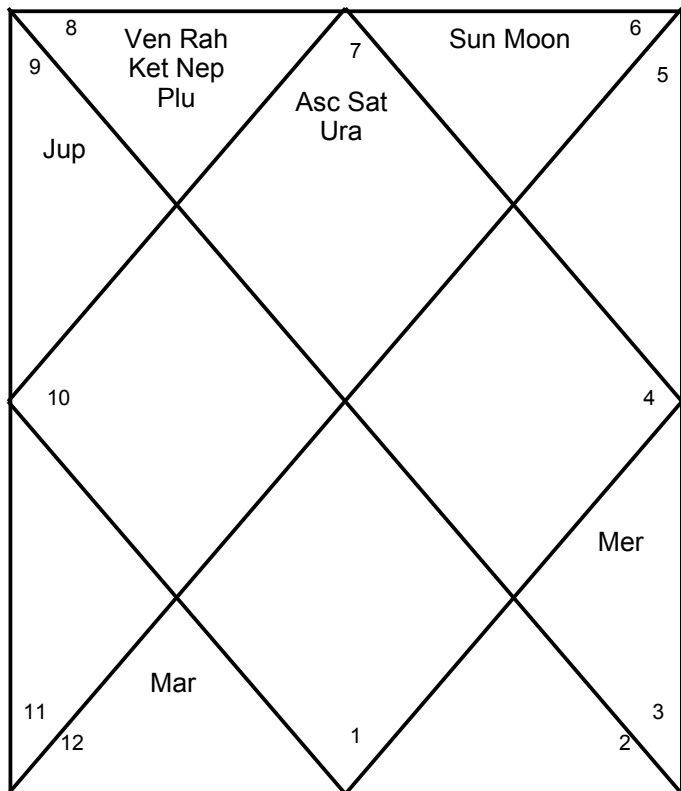 8
Ven Rah
Ket Nep
Plu
7
Sun Moon
6
9
5
Asc Sat
Ura
Jup
10
4
Mer
Mar
11
12
1
3
2